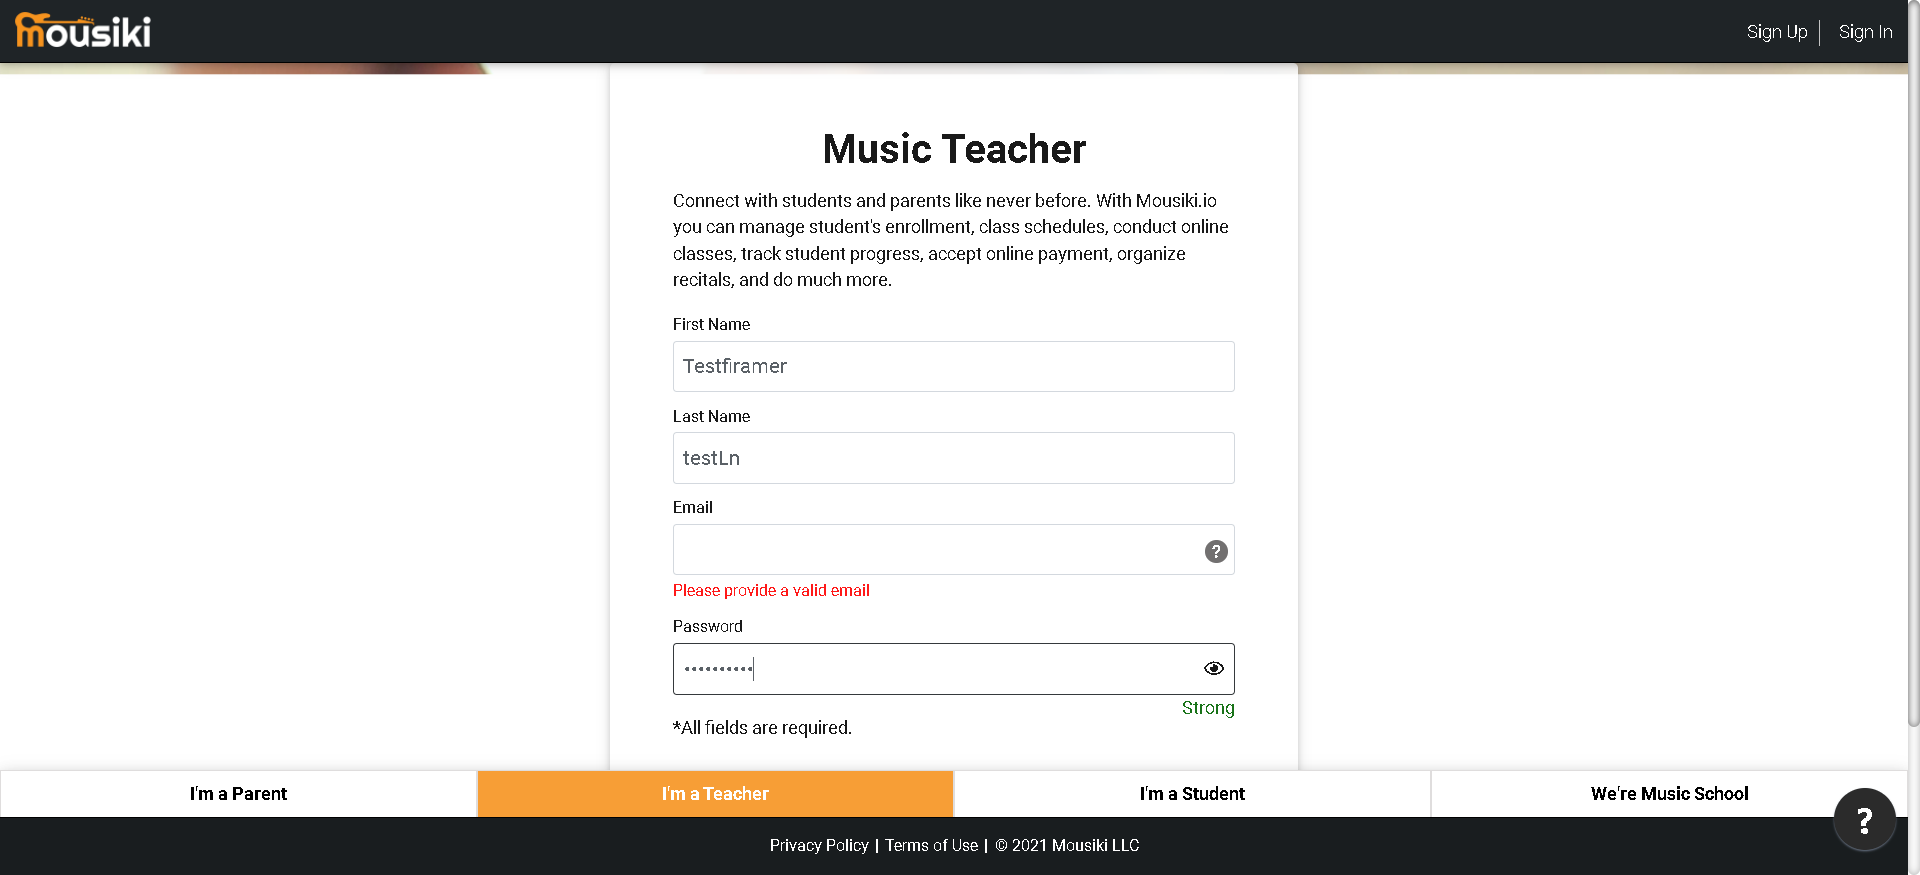 mousiki
Sign Up
Sign In
Music Teacher
Connect with students and parents like never before. With Mousiki.io
you can manage student's enrollment, class schedules, conduct online
classes, track student progress, accept online payment, organize
recitals, and do much more.
First Name
Testfiramer
Last Name
testLn
Email
?
Please provide a valid email
Password
••••••••••
Strong
*All fields are required.
I'm a Parent
I'm a Teacher
I'm a Student
We're Music School
?
Privacy Policy | Terms of Use | © 2021 Mousiki LLC